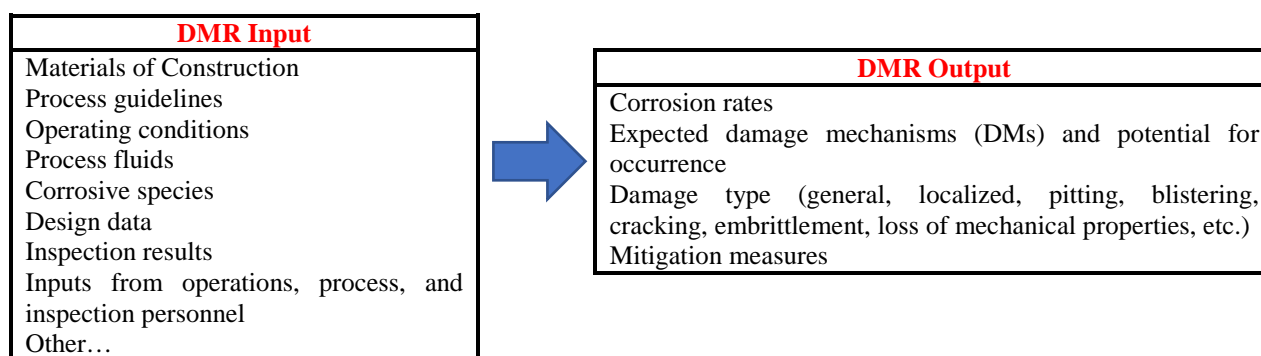 DMR Input
Materials of Construction
Process guidelines
Operating conditions
Process fluids
Corrosive species
Design data
Inspection results
Inputs from operations, process, and
inspection personnel
Other…
DMR Output
Corrosion rates
Expected damage mechanisms (DMs) and potential for
occurrence
Damage type (general, localized, pitting, blistering,
cracking, embrittlement, loss of mechanical properties, etc.)
Mitigation measures